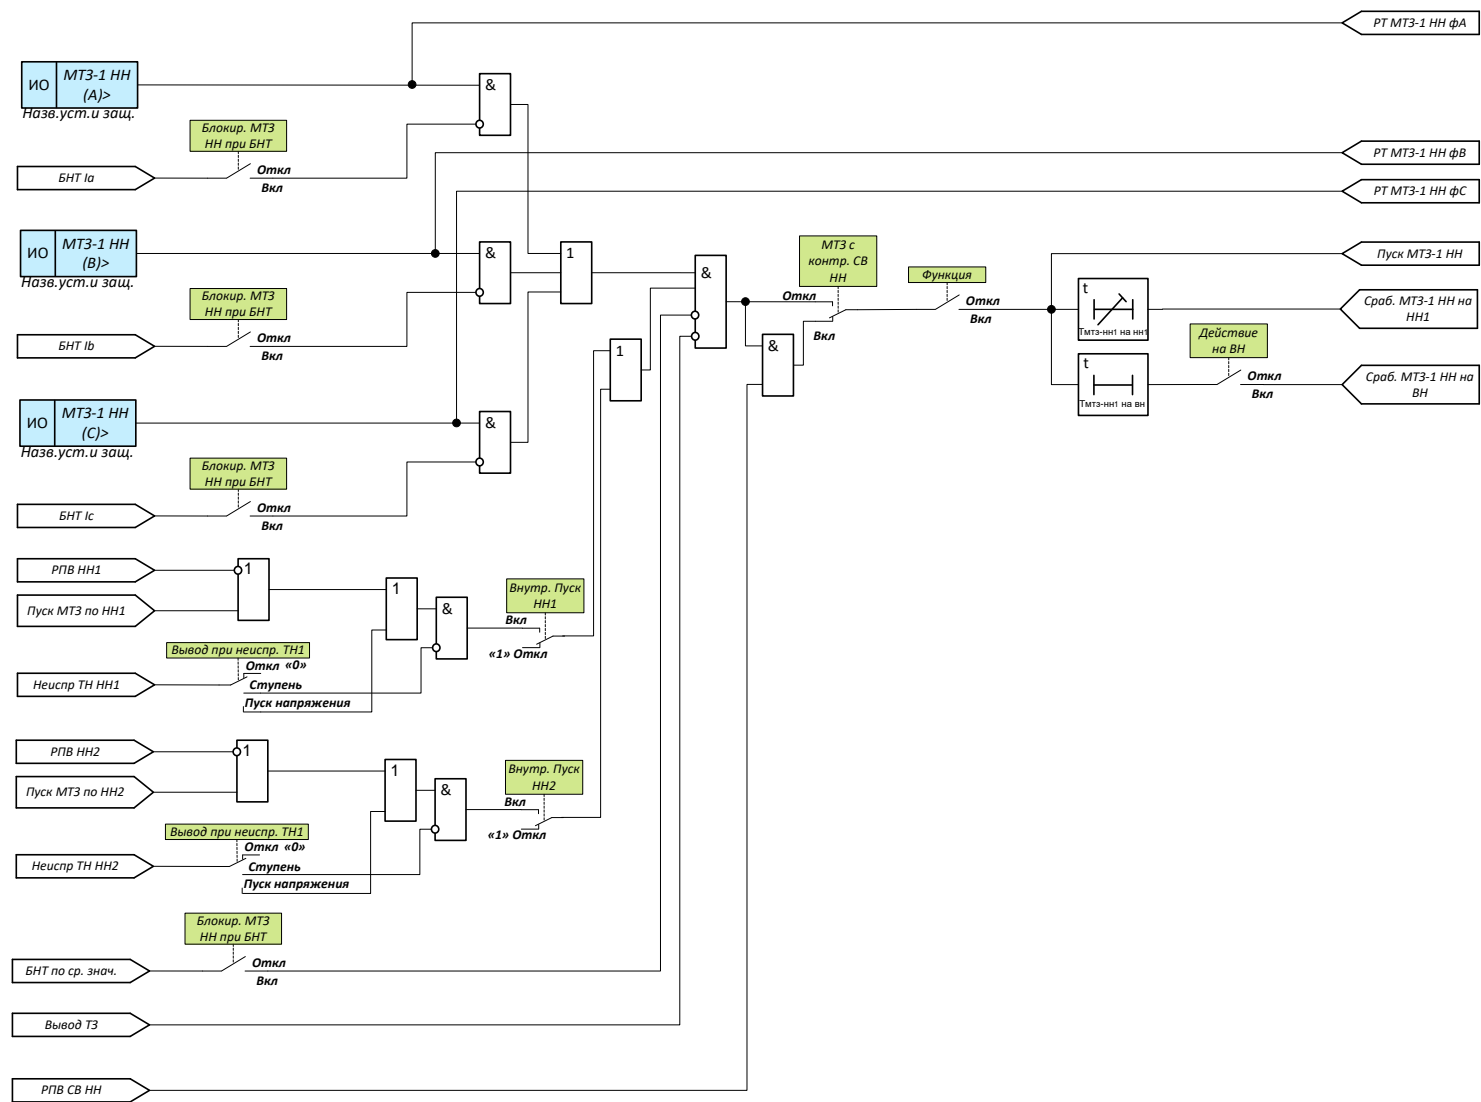 РТ МТЗ-1 НН фА
ИО
МТЗ-1 НН
(А)>
Назв.уст.и защ.
&
Блокир. МТЗ
НН при БНТ
БНТ Ia
Откл
Вкл
РТ МТЗ-1 НН фВ
РТ МТЗ-1 НН фС
ИО
МТЗ-1 НН
(В)>
Назв.уст.и защ.
&
1
&
МТЗ с
контр. СВ
НН
Откл
Вкл
Функция
Откл
Вкл
Пуск МТЗ-1 НН
t
Тмтз-нн1 на нн1
Сраб. МТЗ-1 НН на
НН1
Блокир. МТЗ
НН при БНТ
БНТ Ib
Откл
Вкл
1
&
t
Тмтз-нн1 на вн
Действие
на ВН
Откл
Вкл
Сраб. МТЗ-1 НН на
ВН
ИО
МТЗ-1 НН
(С)>
Назв.уст.и защ.
&
Блокир. МТЗ
НН при БНТ
БНТ Ic
Откл
Вкл
РПВ НН1
1
Пуск МТЗ по НН1
1
&
Внутр. Пуск
НН1
Вкл
«1» Откл
Вывод при неиспр. ТН1
Откл «0»
Неиспр ТН НН1
Ступень
Пуск напряжения
РПВ НН2
1
Пуск МТЗ по НН2
1
&
Внутр. Пуск
НН2
Вкл
«1» Откл
Вывод при неиспр. ТН1
Откл «0»
Неиспр ТН НН2
Ступень
Пуск напряжения
Блокир. МТЗ
НН при БНТ
БНТ по ср. знач.
Откл
Вкл
Вывод ТЗ
РПВ СВ НН